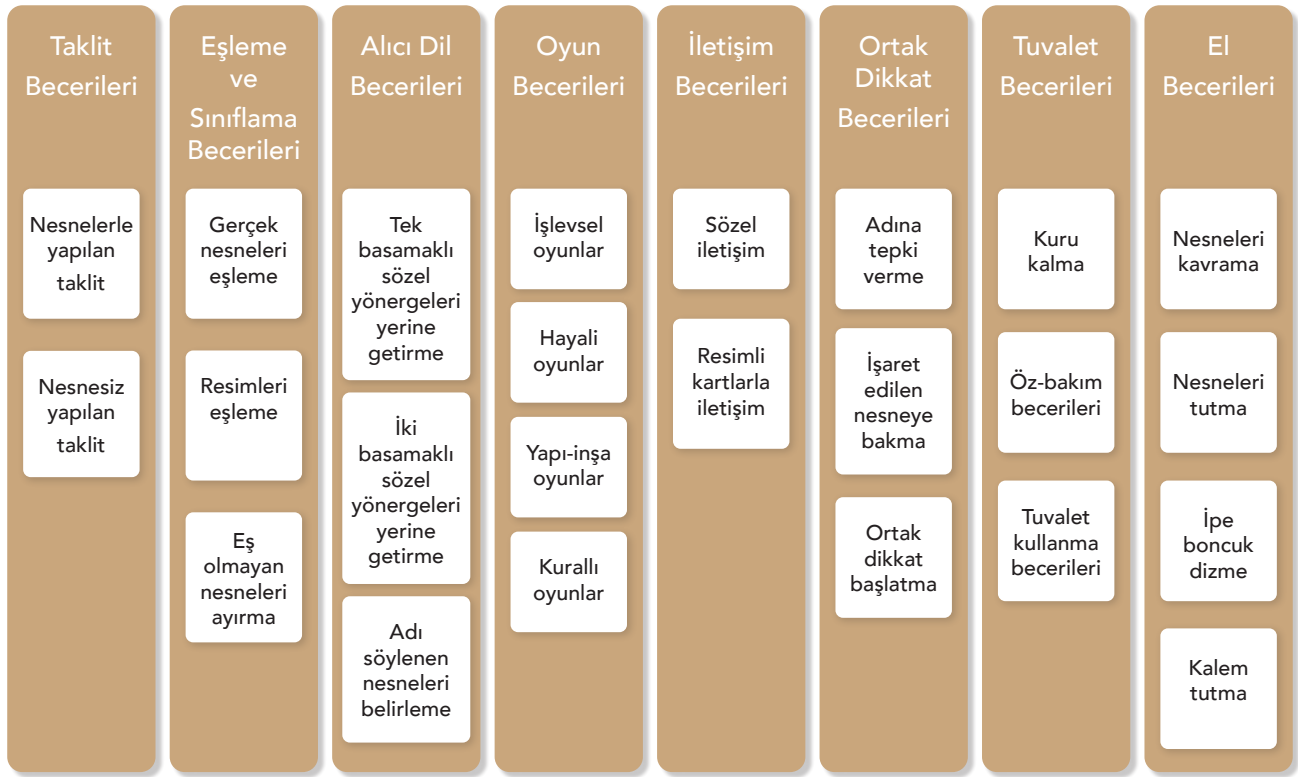 Taklit
Becerileri
Nesnelerle
yapılan
taklit
Nesnesiz
yapılan
taklit
Eşleme
ve
Sınıflama
Becerileri
Gerçek
nesneleri
eşleme
Resimleri
eşleme
Eş
olmayan
nesneleri
ayırma
Alıcı Dil
Becerileri
Tek
basamaklı
sözel
yönergeleri
yerine
getirme
İki
basamaklı
sözel
yönergeleri
yerine
getirme
Adı
söylenen
nesneleri
belirleme
Oyun
Becerileri
İşlevsel
oyunlar
Hayali
oyunlar
Yapı-inşa
oyunlar
Kurallı
oyunlar
İletişim
Becerileri
Sözel
iletişim
Resimli
kartlarla
iletişim
Ortak
Dikkat
Becerileri
Adına
tepki
verme
İşaret
edilen
nesneye
bakma
Ortak
dikkat
başlatma
Tuvalet
Becerileri
Kuru
kalma
Öz-bakım
becerileri
Tuvalet
kullanma
becerileri
El
Becerileri
Nesneleri
kavrama
Nesneleri
tutma
İpe
boncuk
dizme
Kalem
tutma